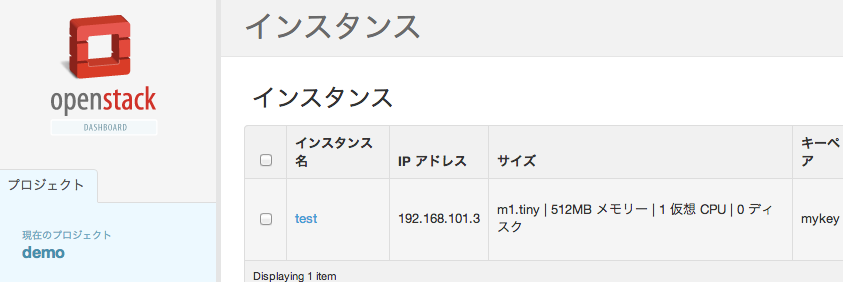 openstack
DASHBOARD
プロジェクト
現在のプロジェクト
demo
インスタンス
インスタンス
インスタンス
名
IP アドレス
サイズ
キーペ
ア
test
192.168.101.3
m1.tiny | 512MB メモリー | 1 仮想 CPU | 0 ディ
スク
mykey
Displaying 1 item